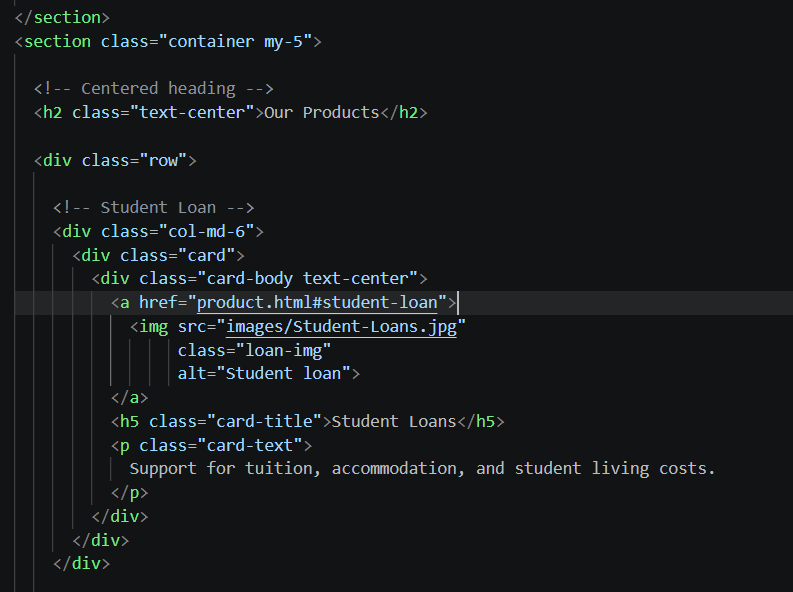 </section>
<section class="container my-5">
<!-- Centered heading -->
<h2 class="text-center">Our Products</h2>
<div class="row">
<!-- Student Loan -->
<div class="col-md-6">
<div class="card">
<div class="card-body text-center">
<a href="product.html#student-loan">
<img src="images/Student-Loans.jpg"
class="loan-img"
alt="Student loan">
</a>
<h5 class="card-title">Student Loans</h5>
<p class="card-text">
Support for tuition, accommodation, and student living costs.
</p>
</div>
</div>
</div>